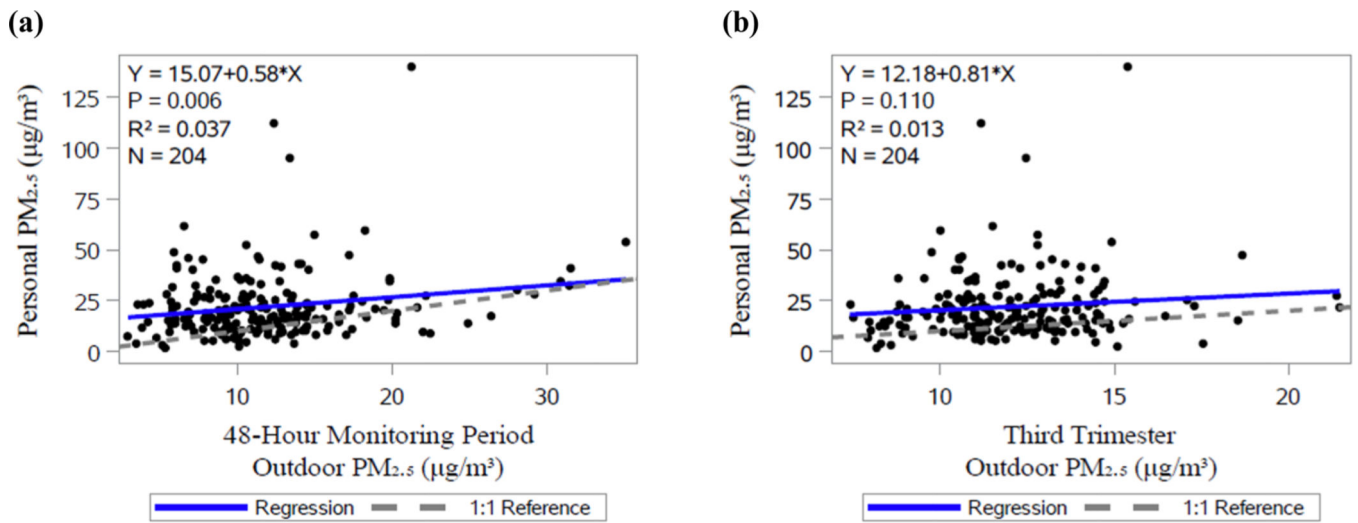 (a)
Y = 15.07+0.58*X
P = 0.006
R² = 0.037
N = 204
125
100
75
50
25
0
Personal PM₂.₅ (μg/m³)
10 20 30
48-Hour Monitoring Period
Outdoor PM₂.₅ (μg/m³)
Regression 1:1 Reference
(b)
Y = 12.18+0.81*X
P = 0.110
R² = 0.013
N = 204
125
100
75
50
25
0
Personal PM₂.₅ (μg/m³)
10 15 20
Third Trimester
Outdoor PM₂.₅ (μg/m³)
Regression 1:1 Reference